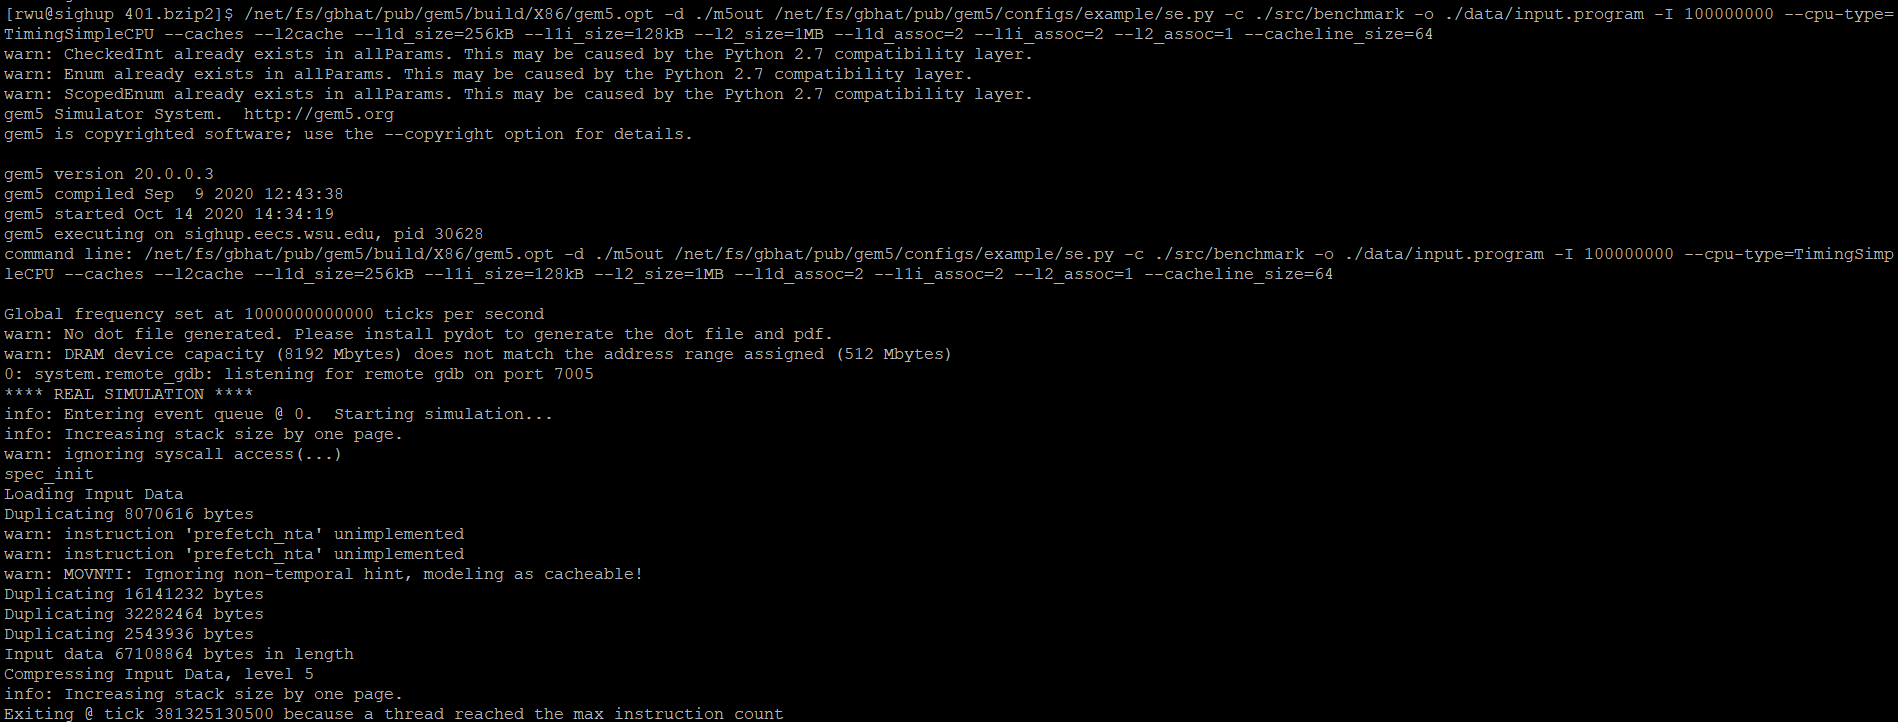 [rwu@sighup 401.bzip2]$ /net/fs/gbhat/pub/gem5/build/X86/gem5.opt -d ./m5out /net/fs/gbhat/pub/gem5/configs/example/se.py -c ./src/benchmark -o ./data/input.program -I 100000000 --cpu-type=
TimingSimpleCPU --caches --l2cache --l1d_size=256kB --l1i_size=128kB --l2_size=1MB --l1d_assoc=2 --l1i_assoc=2 --l2_assoc=1 --cacheline_size=64
warn: CheckedInt already exists in allParams. This may be caused by the Python 2.7 compatibility layer.
warn: Enum already exists in allParams. This may be caused by the Python 2.7 compatibility layer.
warn: ScopedEnum already exists in allParams. This may be caused by the Python 2.7 compatibility layer.
gem5 Simulator System.  http://gem5.org
gem5 is copyrighted software; use the --copyright option for details.

gem5 version 20.0.0.3
gem5 compiled Sep  9 2020 12:43:38
gem5 started Oct 14 2020 14:34:19
gem5 executing on sighup.eecs.wsu.edu, pid 30628
command line: /net/fs/gbhat/pub/gem5/build/X86/gem5.opt -d ./m5out /net/fs/gbhat/pub/gem5/configs/example/se.py -c ./src/benchmark -o ./data/input.program -I 100000000 --cpu-type=TimingSimp
leCPU --caches --l2cache --l1d_size=256kB --l1i_size=128kB --l2_size=1MB --l1d_assoc=2 --l1i_assoc=2 --l2_assoc=1 --cacheline_size=64

Global frequency set at 1000000000000 ticks per second
warn: No dot file generated. Please install pydot to generate the dot file and pdf.
warn: DRAM device capacity (8192 Mbytes) does not match the address range assigned (512 Mbytes)
0: system.remote_gdb: listening for remote gdb on port 7005
**** REAL SIMULATION ****
info: Entering event queue @ 0.  Starting simulation...
info: Increasing stack size by one page.
warn: ignoring syscall access(...)
spec_init
Loading Input Data
Duplicating 8070616 bytes
warn: instruction 'prefetch_nta' unimplemented
warn: instruction 'prefetch_nta' unimplemented
warn: MOVNTI: Ignoring non-temporal hint, modeling as cacheable!
Duplicating 16141232 bytes
Duplicating 32282464 bytes
Duplicating 2543936 bytes
Input data 67108864 bytes in length
Compressing Input Data, level 5
info: Increasing stack size by one page.
Exiting @ tick 381325130500 because a thread reached the max instruction count